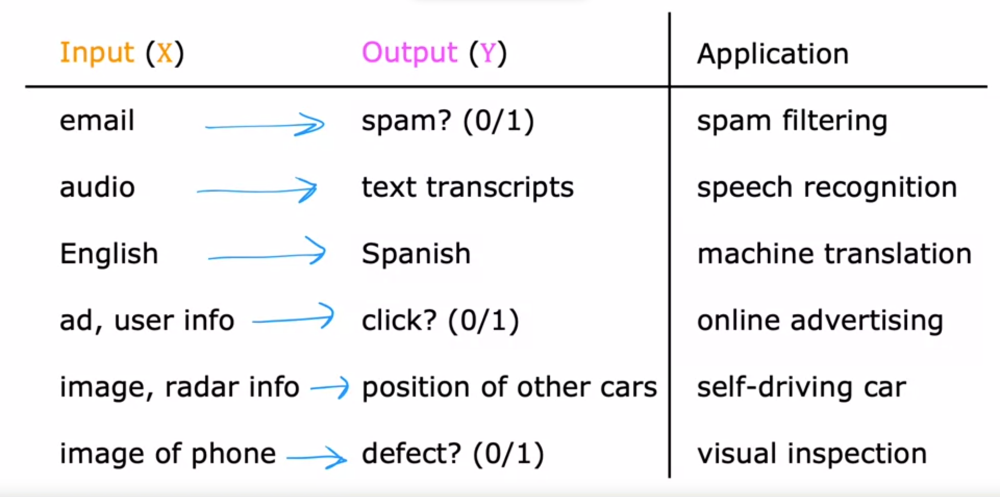 Input (X) Output (Y) Application
email spam? (0/1) spam filtering
audio text transcripts speech recognition
English Spanish machine translation
ad, user info click? (0/1) online advertising
image, radar info position of other cars self-driving car
image of phone defect? (0/1) visual inspection